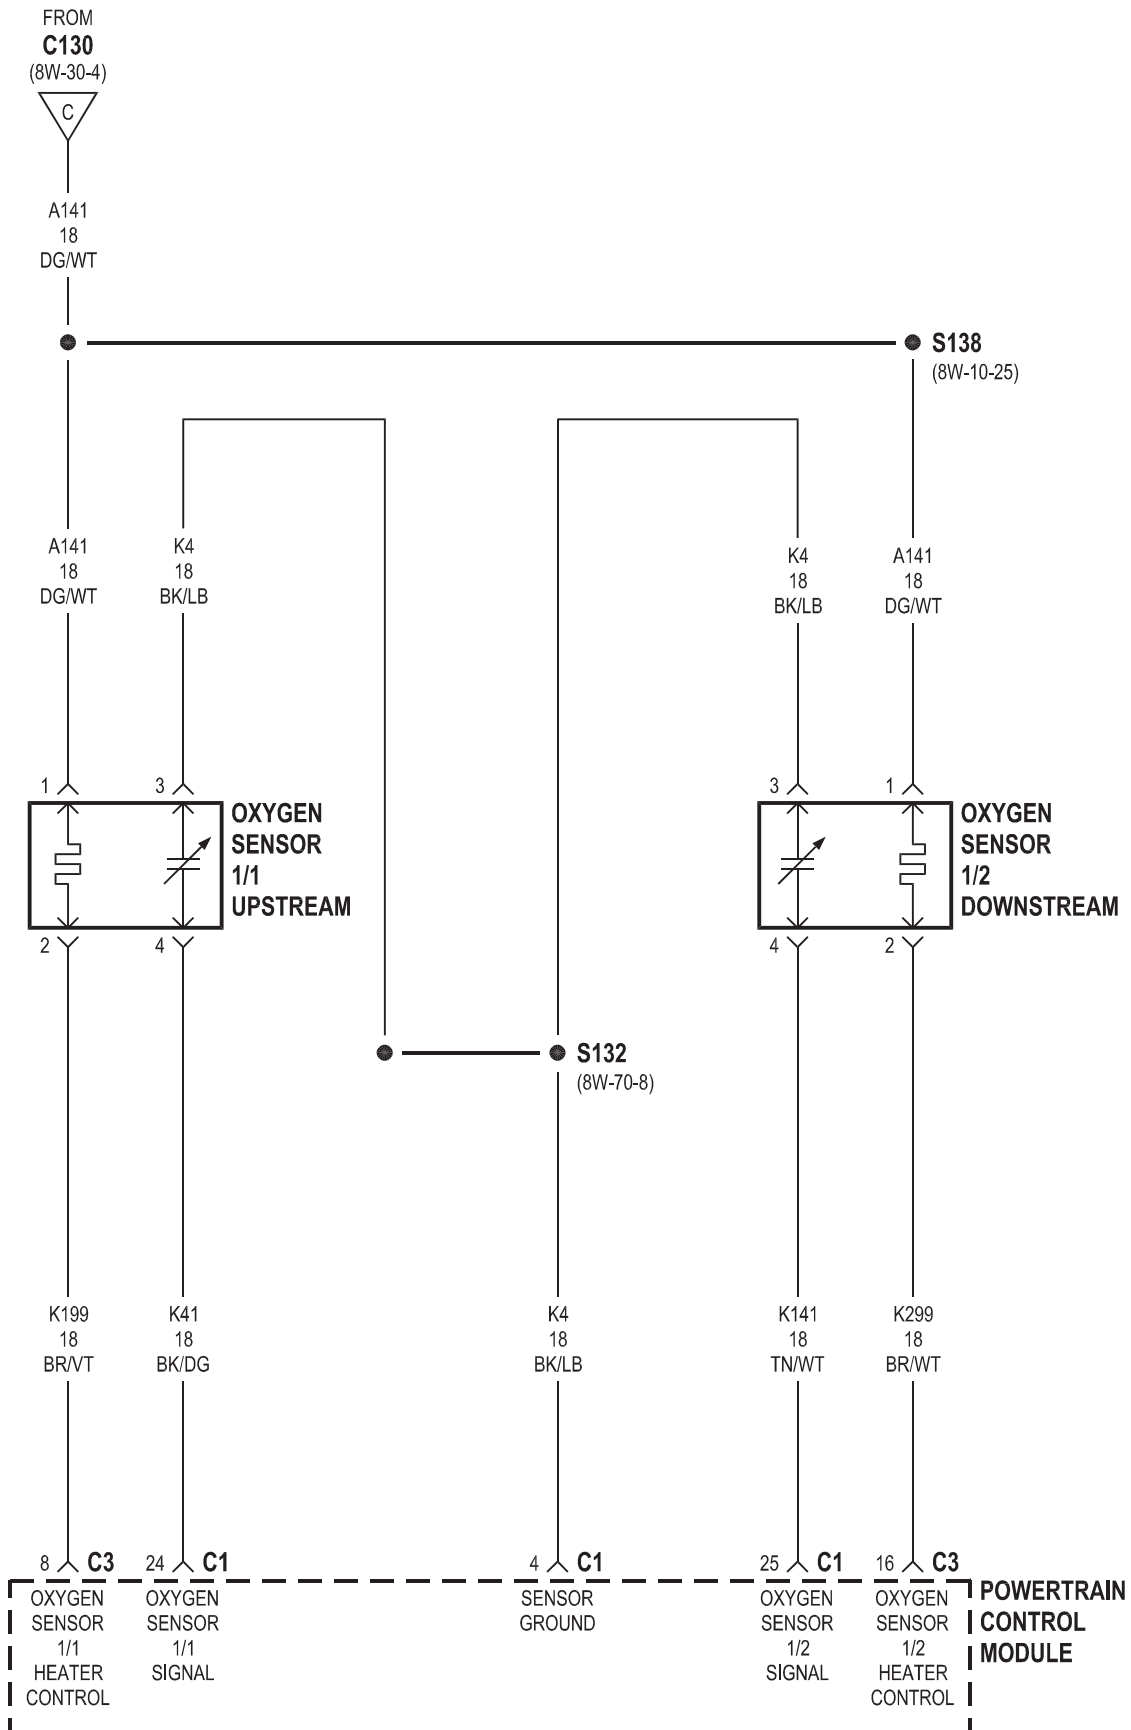 FROM
C130
(8W-30-4)
C
A141
18
DG/WT
S138
(8W-10-25)
A141
18
DG/WT
K4
18
BK/LB
K4
18
BK/LB
A141
18
DG/WT
1
3
OXYGEN
SENSOR
1/1
UPSTREAM
2
4
3
1
OXYGEN
SENSOR
1/2
DOWNSTREAM
4
2
S132
(8W-70-8)
K199
18
BR/VT
K41
18
BK/DG
K4
18
BK/LB
K141
18
TN/WT
K299
18
BR/WT
8 C3
24 C1
4 C1
25 C1
16 C3
OXYGEN
SENSOR
1/1
HEATER
CONTROL
OXYGEN
SENSOR
1/1
SIGNAL
SENSOR
GROUND
OXYGEN
SENSOR
1/2
SIGNAL
OXYGEN
SENSOR
1/2
HEATER
CONTROL
POWERTRAIN
CONTROL
MODULE